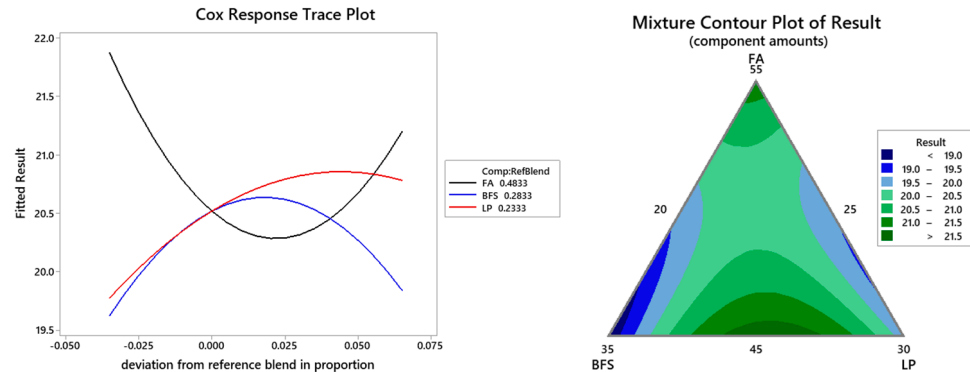 Cox Response Trace Plot
22.0
21.5
21.0
20.5
20.0
19.5
Fitted Result
-0.050
-0.025
0.000
0.025
0.050
0.075
deviation from reference blend in proportion
Comp:RefBlend
FA 0.4833
BFS 0.2833
LP 0.2333
Mixture Contour Plot of Result
(component amounts)
FA
55
20
25
35
45
30
BFS
LP
Result
< 19.0
19.0 – 19.5
19.5 – 20.0
20.0 – 20.5
20.5 – 21.0
21.0 – 21.5
> 21.5